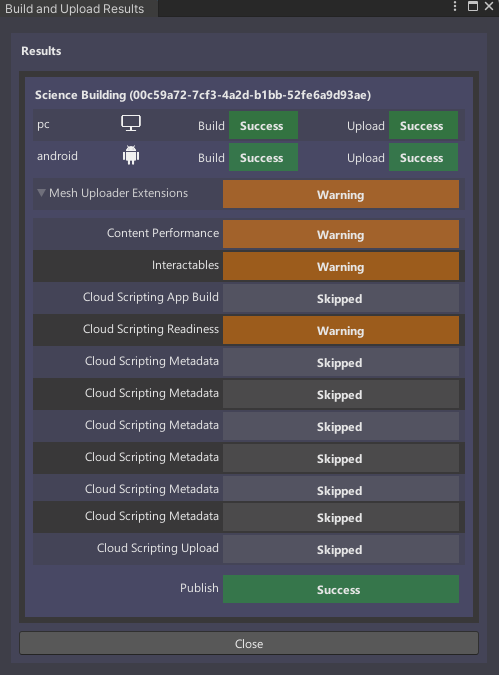 Build and Upload Results
Results
Science Building (00c59a72-7cf3-4a2d-b1bb-52fe6a9d93ae)
pc Build Success Upload Success
android Build Success Upload Success
Mesh Uploader Extensions Warning
Content Performance Warning
Interactables Warning
Cloud Scripting App Build Skipped
Cloud Scripting Readiness Warning
Cloud Scripting Metadata Skipped
Cloud Scripting Metadata Skipped
Cloud Scripting Metadata Skipped
Cloud Scripting Metadata Skipped
Cloud Scripting Metadata Skipped
Cloud Scripting Metadata Skipped
Cloud Scripting Upload Skipped
Publish Success
Close